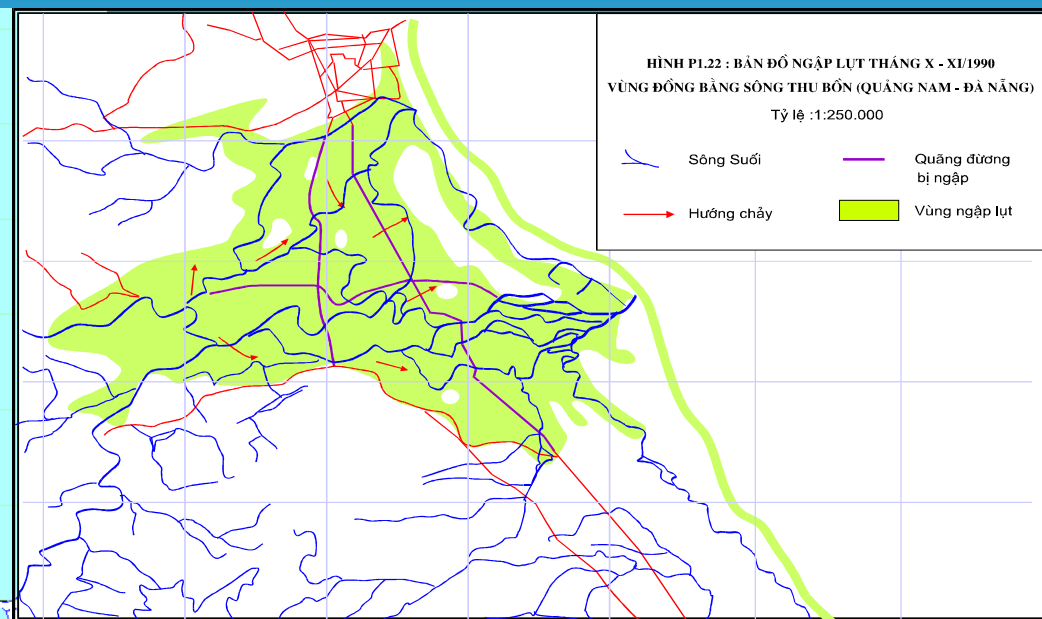 HÌNH P1.22 : BẢN ĐỒ NGẬP LỤT THÁNG X - XI/1990
VÙNG ĐỒNG BẰNG SÔNG THU BỒN (QUẢNG NAM - ĐÀ NẴNG)
Tỷ lệ :1:250.000
Sông Suối
Quãng đường
bị ngập
Hướng chảy
Vùng ngập lụt